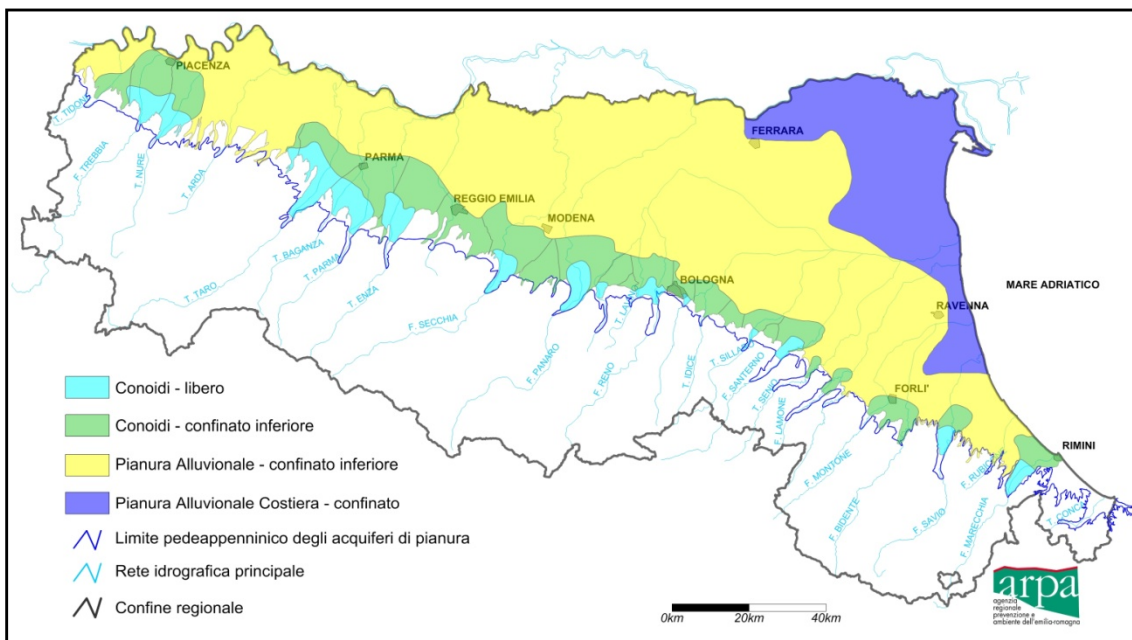 PIACENZA
T. TIDONE
FERRARA
F. TREBBIA
T. NURE
T. ARDA
PARMA
REGGIO EMILIA
MODENA
BOLOGNA
MARE ADRIATICO
RAVENNA
T. BAGANZA
T. PARMA
T. TARO
T. ENZA
F. SECCHIA
F. PANARO
F. RENO
T. IDICE
T. SILLARO
F. SANTERNO
T. SENIO
F. LAMONE
FORLI'
RIMINI
F. MONTONE
F. BIDENTE
F. SAVIO
F. MARECCHIA
T. CONCA
Conoidi - libero
Conoidi - confinato inferiore
Pianura Alluvionale - confinato inferiore
Pianura Alluvionale Costiera - confinato
Limite pedeappenninico degli acquiferi di pianura
Rete idrografica principale
Confine regionale
0km 20km 40km
arpa
agenzia
regionale
prevenzione e
ambiente dell'emilia-romagna